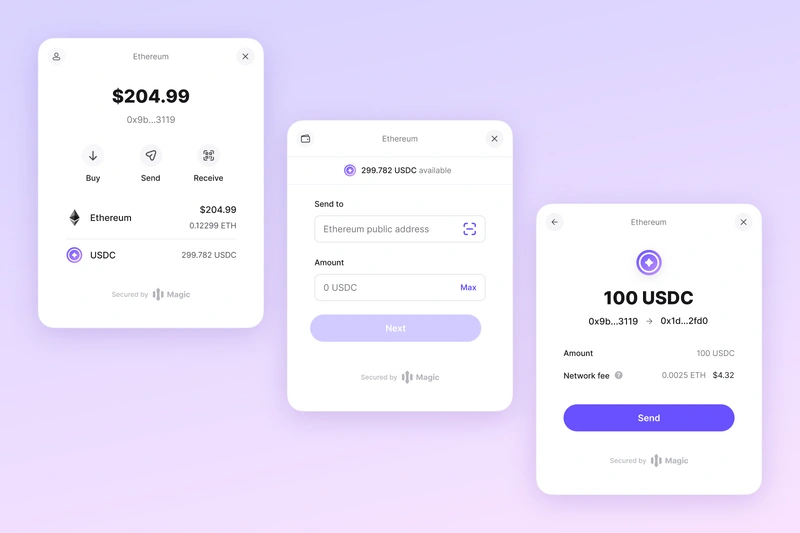 Ethereum
$204.99
0x9b...3119
Buy Send Receive
Ethereum $204.99
0.12299 ETH
USDC 299.782 USDC
Secured by Magic
Ethereum
299.782 USDC available
Send to
Ethereum public address
Amount
0 USDC Max
Next
Secured by Magic
Ethereum
100 USDC
0x9b...3119 → 0x1d...2fd0
Amount 100 USDC
Network fee ? 0.0025 ETH $4.32
Send
Secured by Magic